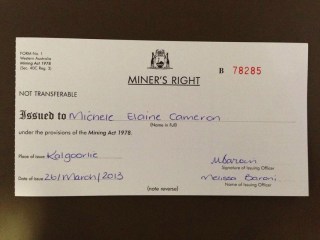 FORM No. 1
Western Australia
Mining Act 1978
(Sec. 40C Reg. 3)
MINER'S RIGHT
B 78285
NOT TRANSFERABLE
Issued to Michele Elaine Cameron
(Name in Full)
under the provisions of the Mining Act 1978.
Place of issue Kalgoorlie
Signature of Issuing Officer
Melissa Baroni
Name of Issuing Officer
Date of issue 26/March/2013
(note reverse)